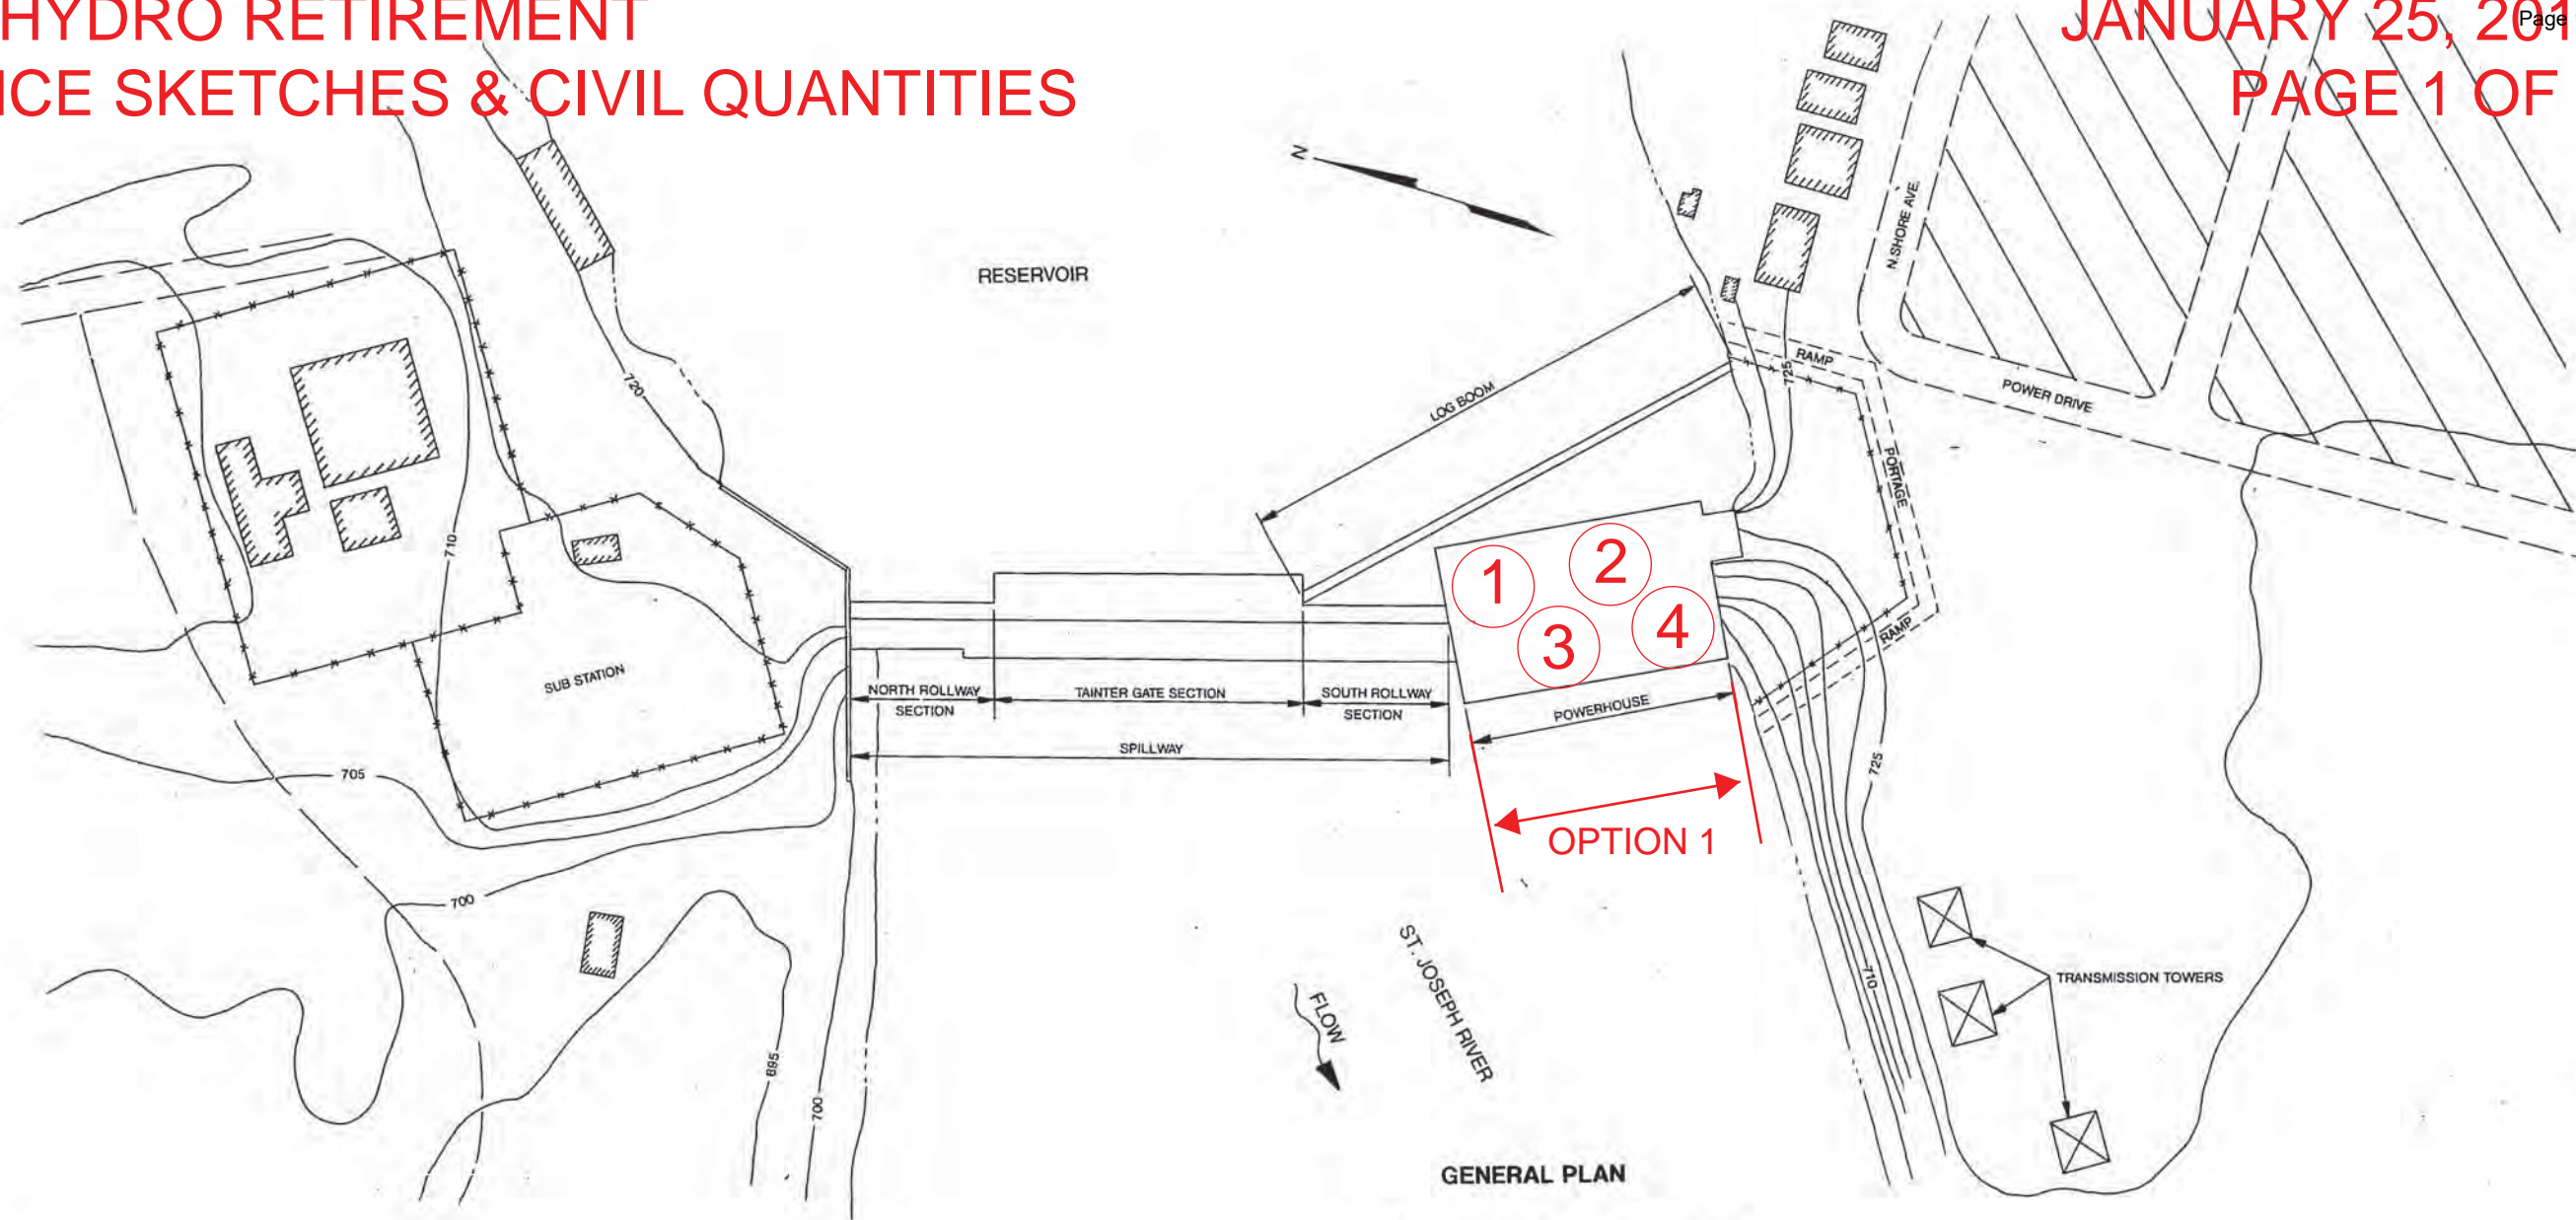 HYDRO RETIREMENT
JANUARY 25, 201
Page
ICE SKETCHES & CIVIL QUANTITIES
PAGE 1 OF
N
RESERVOIR
N.SHORE AVE.
RAMP
725
POWER DRIVE
720
LOG BOOM
PORTAGE
710
1
2
3
4
RAMP
SUB STATION
NORTH ROLLWAY
SECTION
TAINTER GATE SECTION
SOUTH ROLLWAY
SECTION
POWERHOUSE
SPILLWAY
705
725
OPTION 1
700
ST. JOSEPH RIVER
FLOW
710
TRANSMISSION TOWERS
695
700
GENERAL PLAN